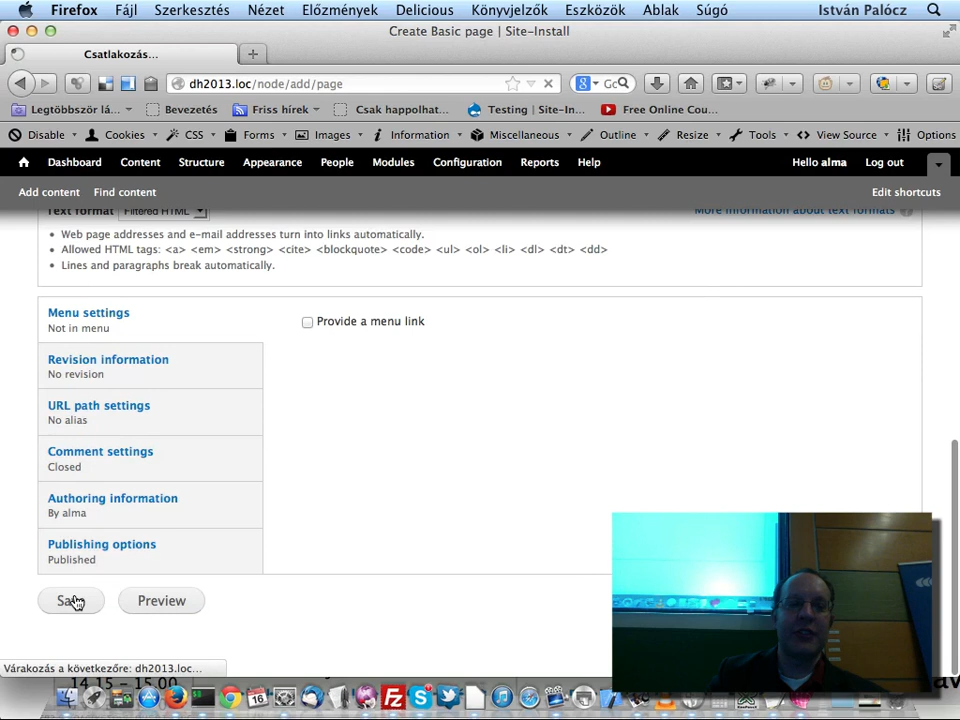 Firefox Fájl Szerkesztés Nézet Előzmények Delicious Könyvjelzők Eszközök Ablak Súgó István Palócz
Create Basic page | Site-Install
Csatlakozás...
dh2013.loc/node/add/page
Legtöbbször lá... Bevezetés Friss hírek Csak happolhat... Testing | Site-In... Free Online Cou...
Disable Cookies CSS Forms Images Information Miscellaneous Outline Resize Tools View Source Options
Dashboard Content Structure Appearance People Modules Configuration Reports Help Hello alma Log out
Add content Find content Edit shortcuts
Text format Filtered HTML More information about text formats
Web page addresses and e-mail addresses turn into links automatically.
Allowed HTML tags: <a> <em> <strong> <cite> <blockquote> <code> <ul> <ol> <li> <dl> <dt> <dd>
Lines and paragraphs break automatically.
Menu settings
Not in menu
Provide a menu link
Revision information
No revision
URL path settings
No alias
Comment settings
Closed
Authoring information
By alma
Publishing options
Published
Save Preview
Várakozás a következőre: dh2013.loc...
14.15 – 15.00